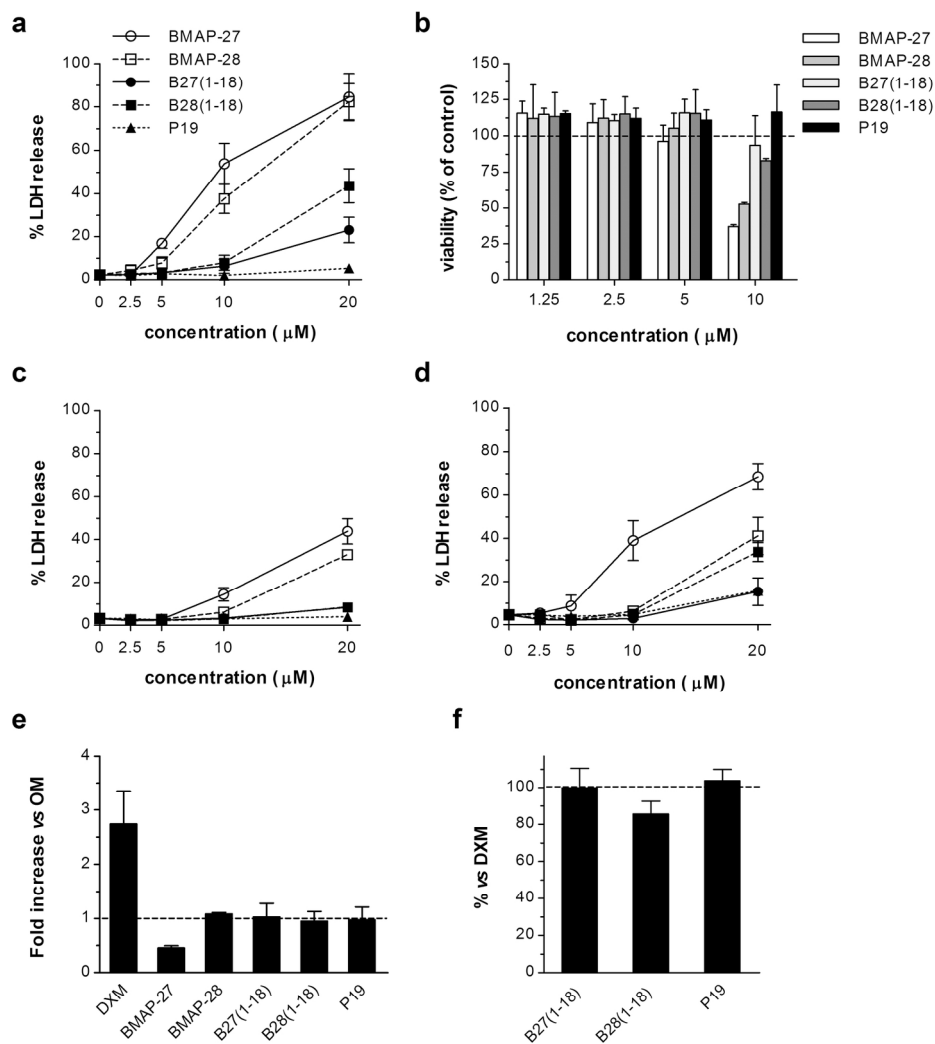 a
BMAP-27
BMAP-28
B27(1-18)
B28(1-18)
P19
% LDH release
100
80
60
40
20
0
0 2.5 5 10 20
concentration ( μM)
b
BMAP-27
BMAP-28
B27(1-18)
B28(1-18)
P19
viability (% of control)
150
125
100
75
50
25
0
1.25 2.5 5 10
concentration ( μM)
c
% LDH release
100
80
60
40
20
0
0 2.5 5 10 20
concentration ( μM)
d
% LDH release
100
80
60
40
20
0
0 2.5 5 10 20
concentration ( μM)
e
Fold increase vs OM
4
3
2
1
0
DXM
BMAP-27
BMAP-28
B27(1-18)
B28(1-18)
P19
f
% vs DXM
100
80
60
40
20
0
B27(1-18)
B28(1-18)
P19